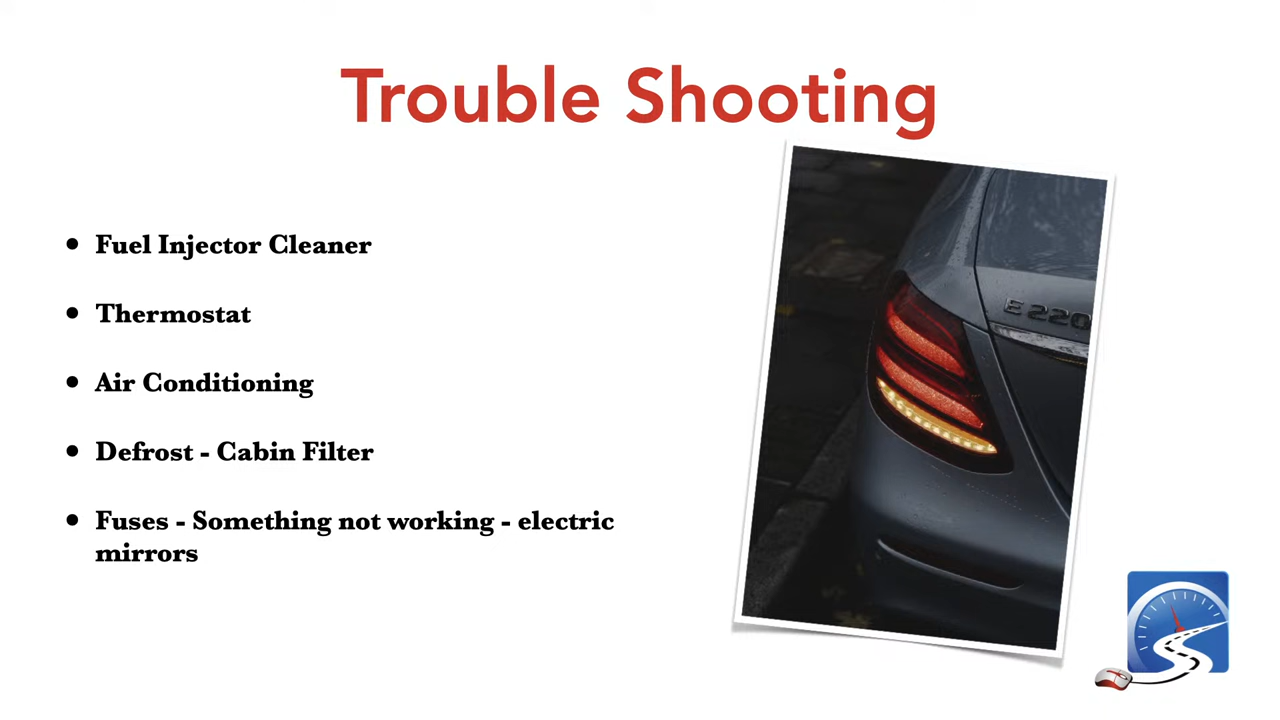 Trouble Shooting
• Fuel Injector Cleaner
• Thermostat
• Air Conditioning
• Defrost - Cabin Filter
• Fuses - Something not working - electric
mirrors
E 220